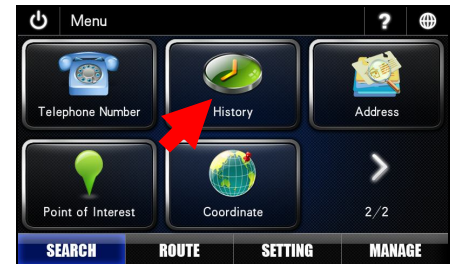 Menu ?
Telephone Number History Address
Point of Interest Coordinate 2/2
SEARCH ROUTE SETTING MANAGE